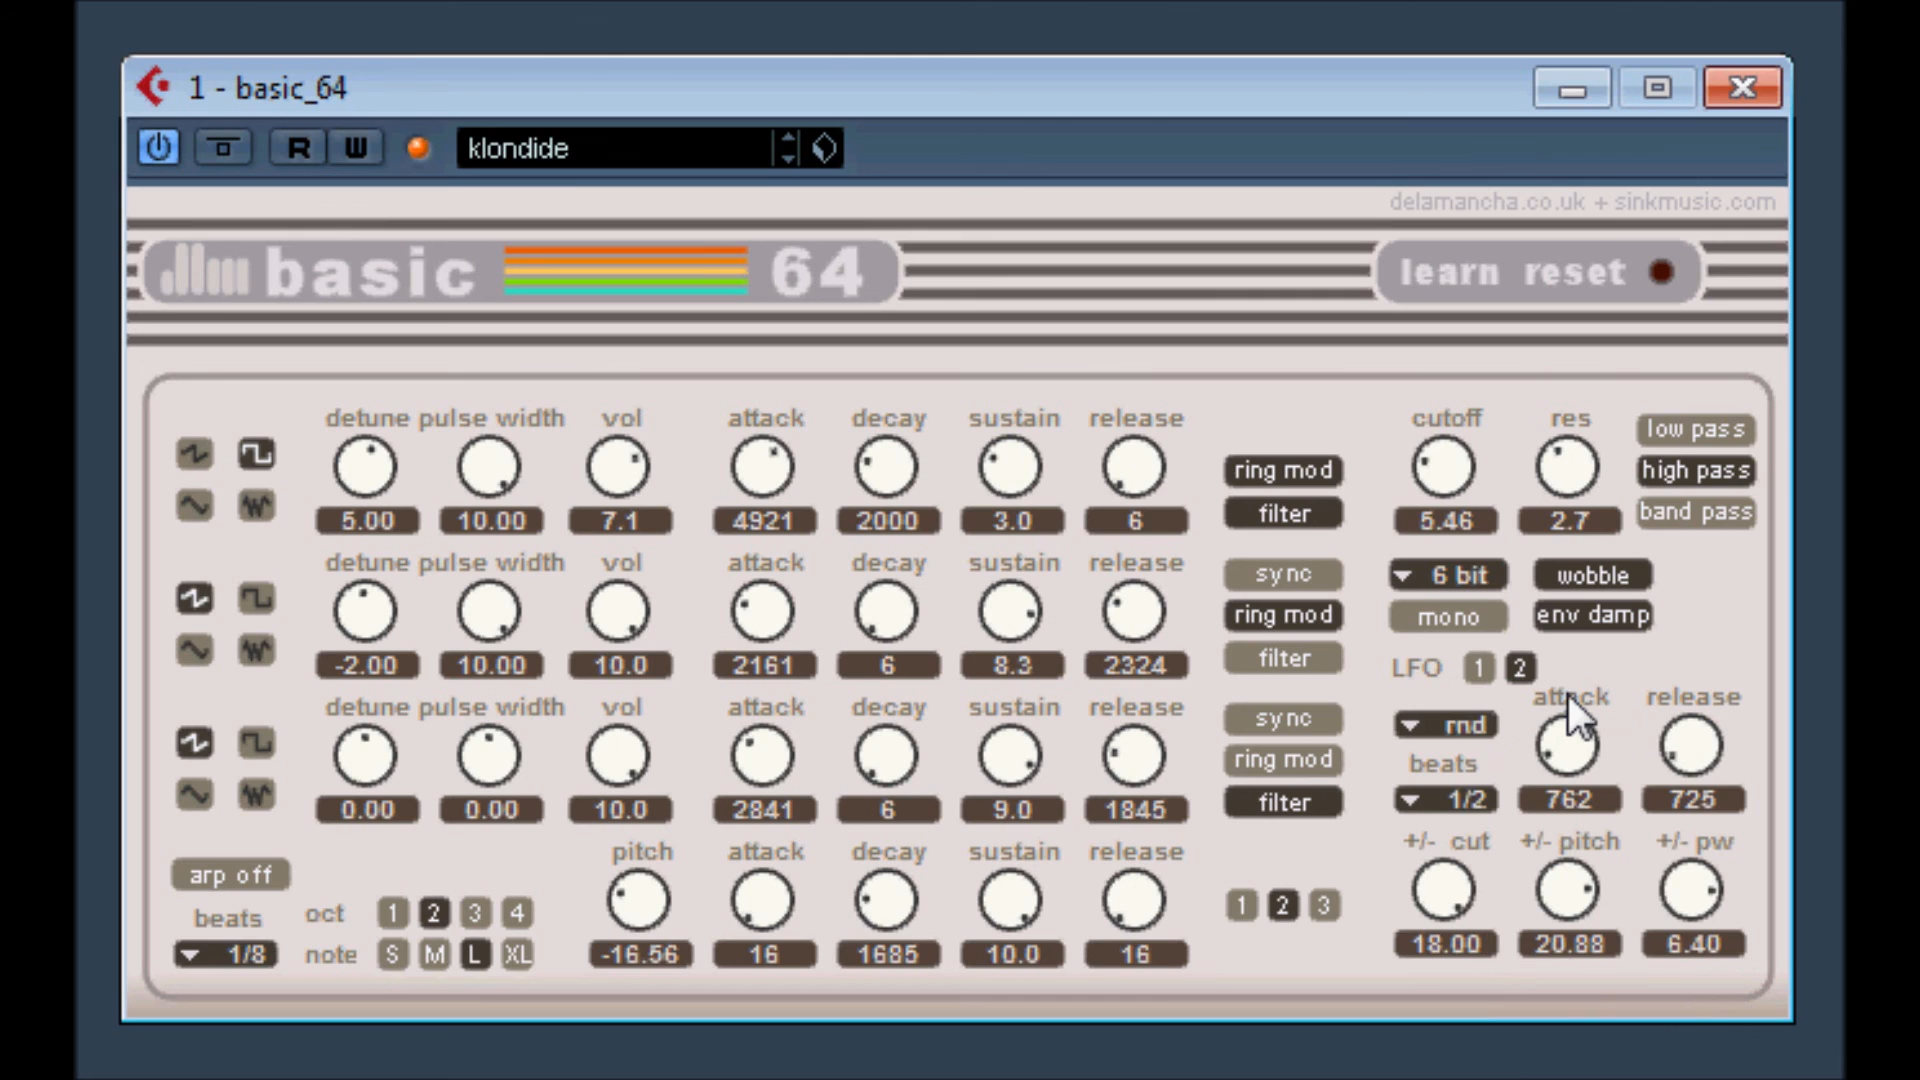 1 - basic_64
R W klondide
delamancha.co.uk + sinkmusic.com
basic 64 learn reset
detune pulse width vol attack decay sustain release cutoff res
low pass
ring mod high pass
filter band pass
5.00 10.00 7.1 4921 2000 3.0 6 5.46 2.7
detune pulse width vol attack decay sustain release
sync 6 bit wobble
ring mod mono env damp
filter LFO 1 2
-2.00 10.00 10.0 2161 6 8.3 2324
detune pulse width vol attack decay sustain release attack release
sync rnd
ring mod beats
filter 1/2 762 725
0.00 0.00 10.0 2841 6 9.0 1845
pitch attack decay sustain release +/- cut +/- pitch +/- pw
arp off
beats oct 1 2 3 4 1 2 3
1/8 note S M L XL -16.56 16 1685 10.0 16 18.00 20.88 6.40